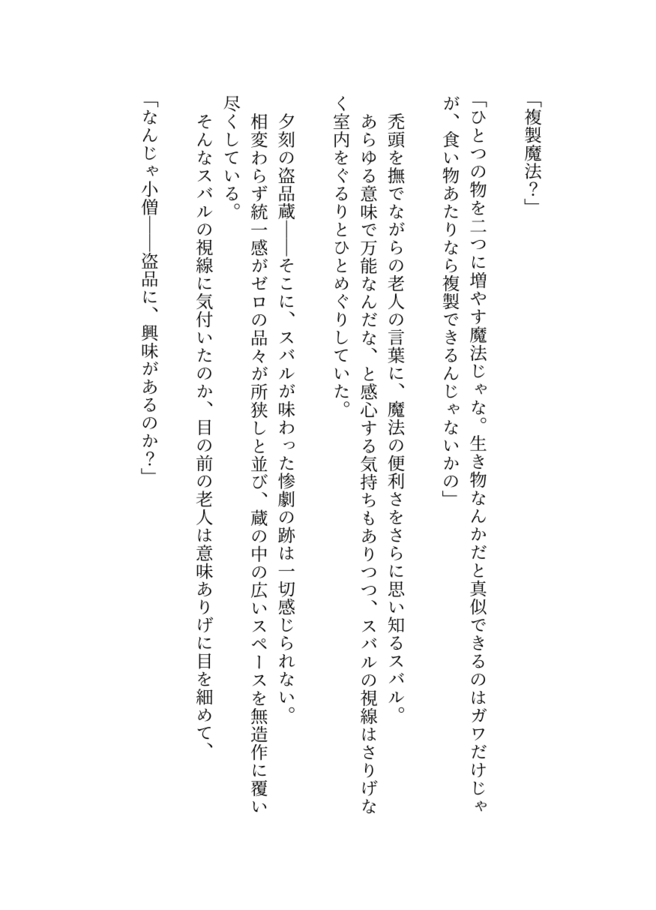 「複製魔法？」
「ひとつの物を二つに増やす魔法じゃな。生き物なんかだと真似できるのはガワだけじゃ
が、食い物あたりなら複製できるんじゃないかの」
禿頭を撫でながらの老人の言葉に、魔法の便利さをさらに思い知るスバル。
あらゆる意味で万能なんだな、と感心する気持ちもありつつ、スバルの視線はさりげな
く室内をぐるりとひとめぐりしていた。
夕刻の盗品蔵――そこに、スバルが味わった惨劇の跡は一切感じられない。
相変わらず統一感がゼロの品々が所狭しと並び、蔵の中の広いスペースを無造作に覆い
尽くしている。
そんなスバルの視線に気付いたのか、目の前の老人は意味ありげに目を細めて、
「なんじゃ小僧――盗品に、興味があるのか？」